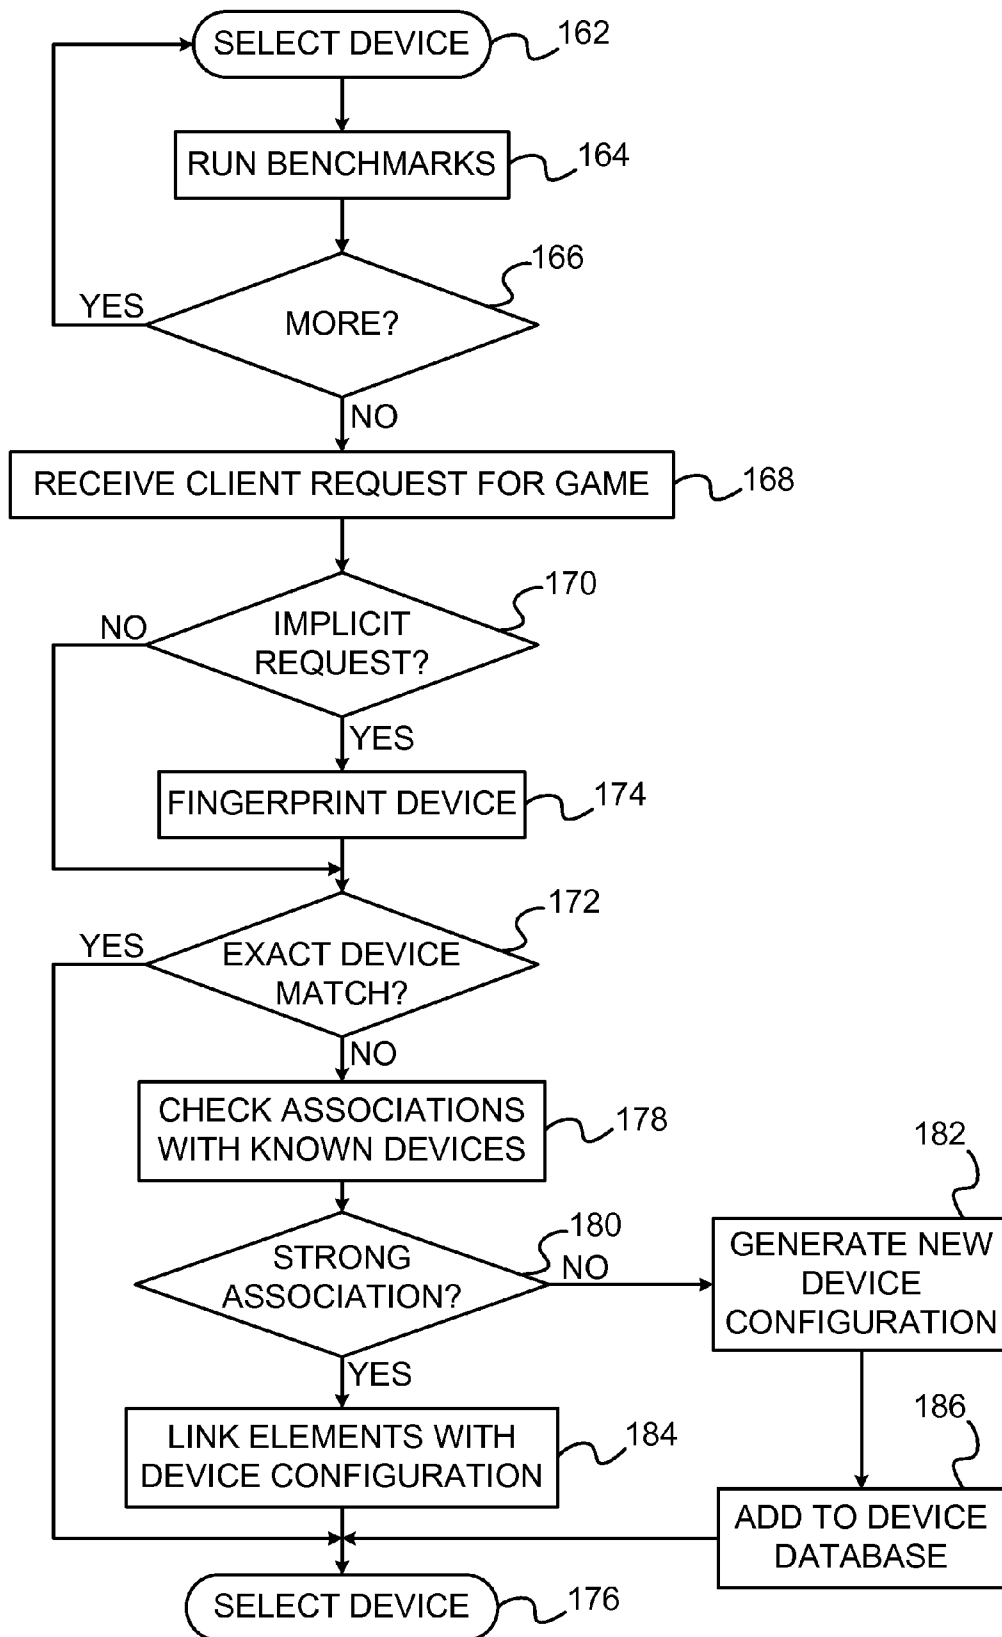 SELECT DEVICE
162
RUN BENCHMARKS
164
166
YES
MORE?
NO
RECEIVE CLIENT REQUEST FOR GAME
168
170
NO
IMPLICIT
REQUEST?
YES
FINGERPRINT DEVICE
174
172
YES
EXACT DEVICE
MATCH?
NO
CHECK ASSOCIATIONS
WITH KNOWN DEVICES
178
182
180
STRONG
ASSOCIATION?
NO
GENERATE NEW
DEVICE
CONFIGURATION
YES
LINK ELEMENTS WITH
DEVICE CONFIGURATION
184
186
ADD TO DEVICE
DATABASE
SELECT DEVICE
176